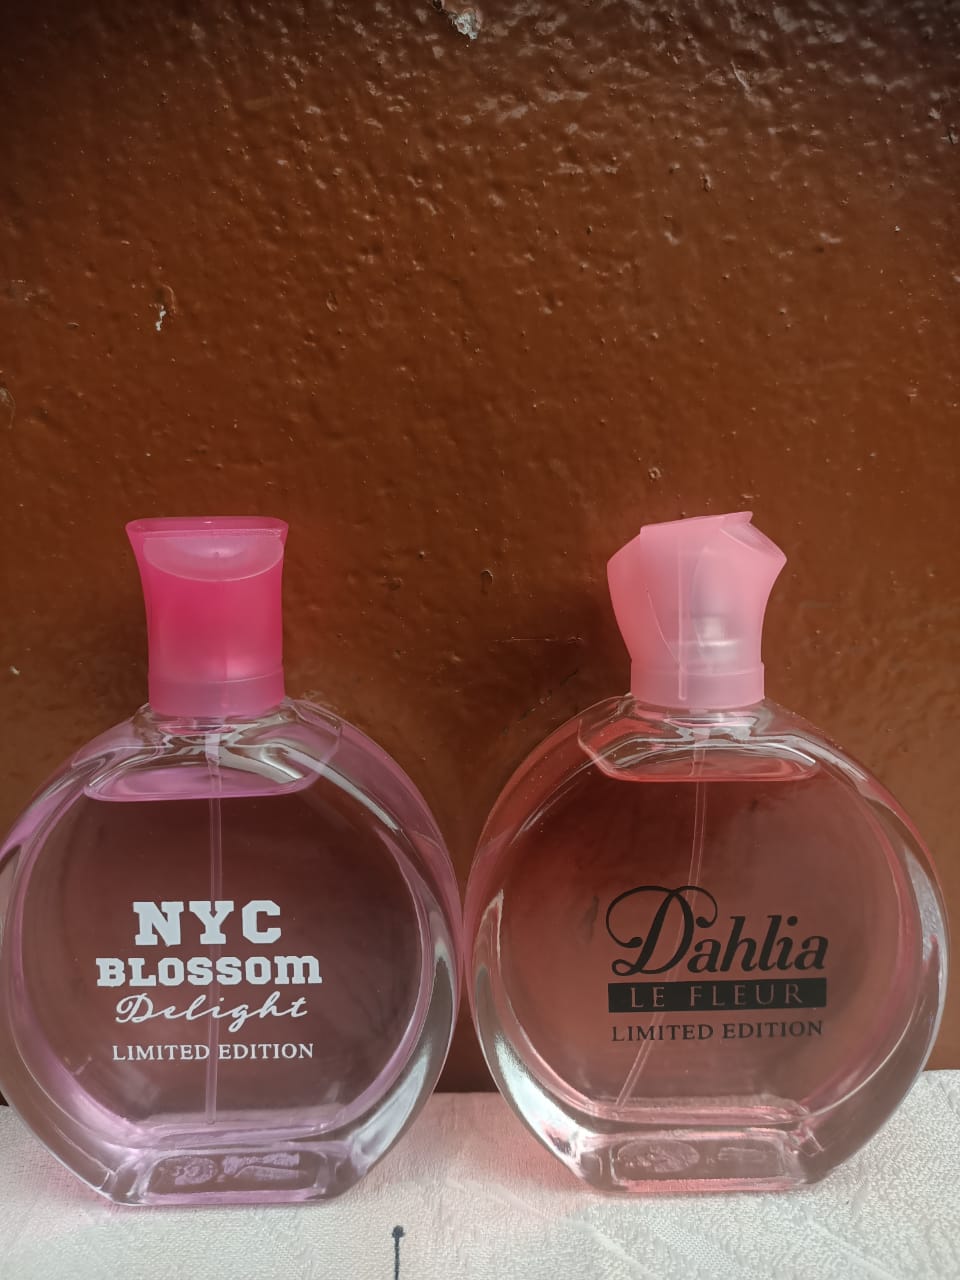 NYC
BLOSSOM
Delight
LIMITED EDITION
Dahlia
LE FLEUR
LIMITED EDITION